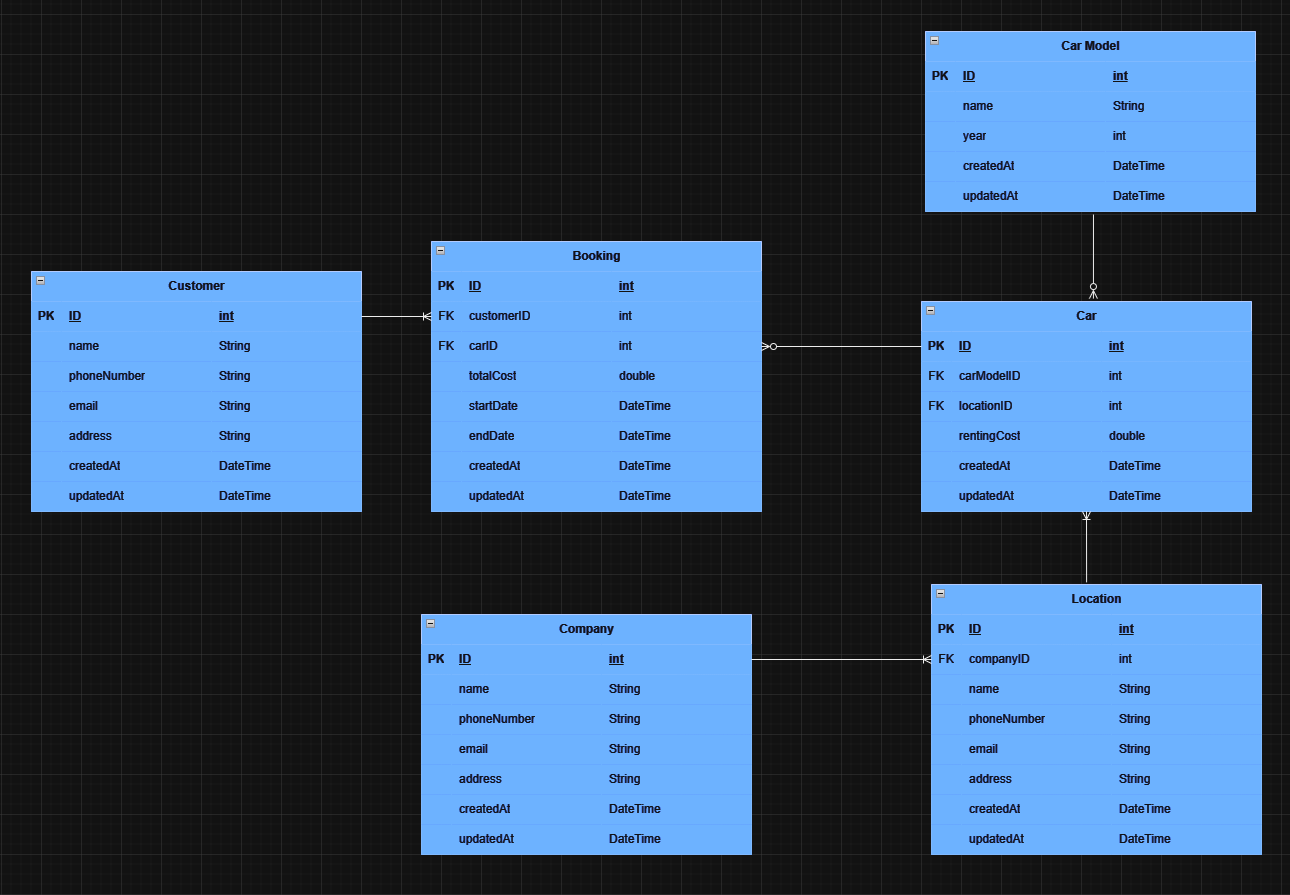 Car Model
PK ID int
name String
year int
createdAt DateTime
updatedAt DateTime
Booking
PK ID int
FK customerID int
FK carID int
totalCost double
startDate DateTime
endDate DateTime
createdAt DateTime
updatedAt DateTime
Customer
PK ID int
name String
phoneNumber String
email String
address String
createdAt DateTime
updatedAt DateTime
Car
PK ID int
FK carModelID int
FK locationID int
rentingCost double
createdAt DateTime
updatedAt DateTime
Company
PK ID int
name String
phoneNumber String
email String
address String
createdAt DateTime
updatedAt DateTime
Location
PK ID int
FK companyID int
name String
phoneNumber String
email String
address String
createdAt DateTime
updatedAt DateTime